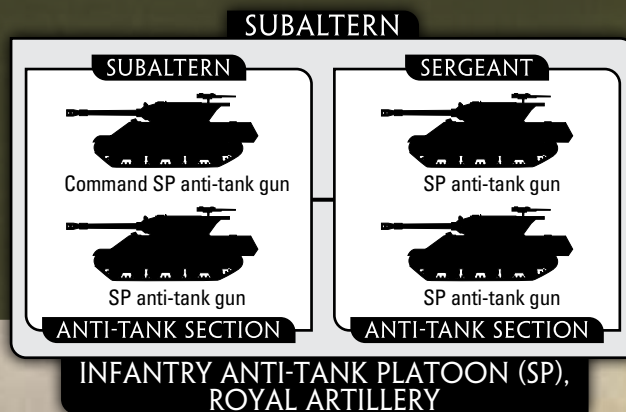 SUBALTERN
SUBALTERN
Command SP anti-tank gun
SP anti-tank gun
ANTI-TANK SECTION
SERGEANT
SP anti-tank gun
SP anti-tank gun
ANTI-TANK SECTION
INFANTRY ANTI-TANK PLATOON (SP),
ROYAL ARTILLERY